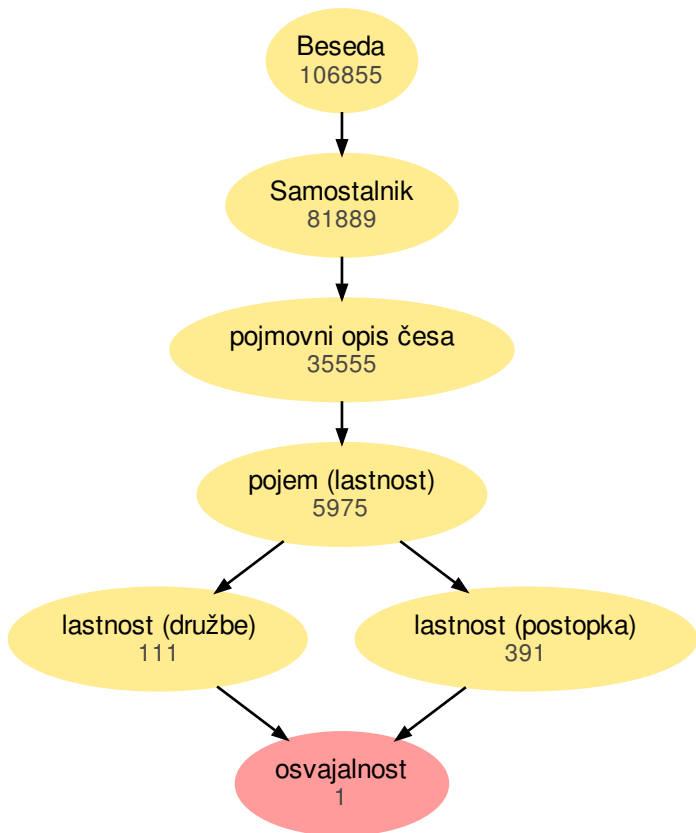 Beseda
106855
Samostalnik
81889
pojmovni opis česa
35555
pojem (lastnost)
5975
lastnost (družbe)
111
lastnost (postopka)
391
osvajalnost
1